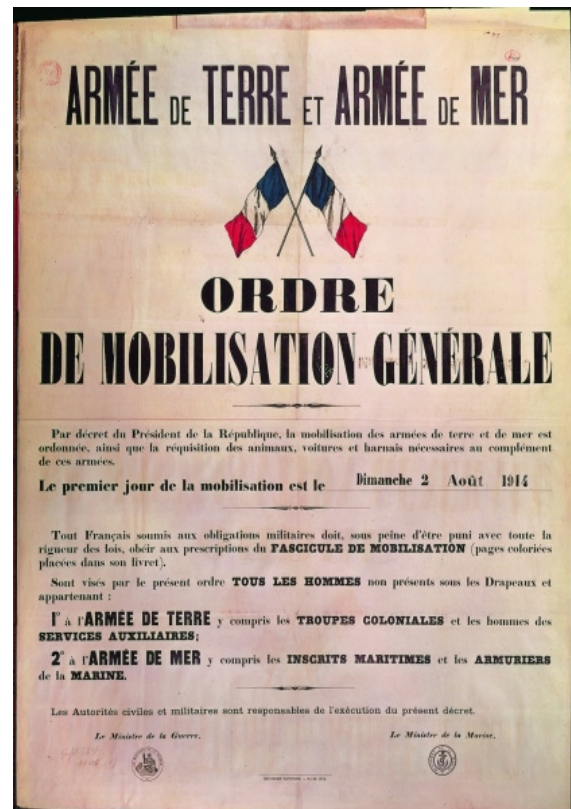 ARMÉE DE TERRE ET ARMÉE DE MER
ORDRE
DE MOBILISATION GÉNÉRALE
Par décret du Président de la République, la mobilisation des armées de terre et de mer est
ordonnée, ainsi que la réquisition des animaux, voitures et harnais nécessaires au complément
de ces armées.
Le premier jour de la mobilisation est le Dimanche 2 Août 1914
Tout Français soumis aux obligations militaires doit, sous peine d'être puni avec toute la
rigueur des lois, obéir aux prescriptions du FASCICULE DE MOBILISATION (pages coloriées
placées dans son livret).
Sont visés par le présent ordre TOUS LES HOMMES non présents sous les Drapeaux et
appartenant :
1° à l'ARMÉE DE TERRE y compris les TROUPES COLONIALES et les hommes des
SERVICES AUXILIAIRES;
2° à l'ARMÉE DE MER y compris les INSCRITS MARITIMES et les ARMURIERS
de la MARINE.
Les Autorités civiles et militaires sont responsables de l'exécution du présent décret.
Le Ministre de la Guerre, Le Ministre de la Marine,